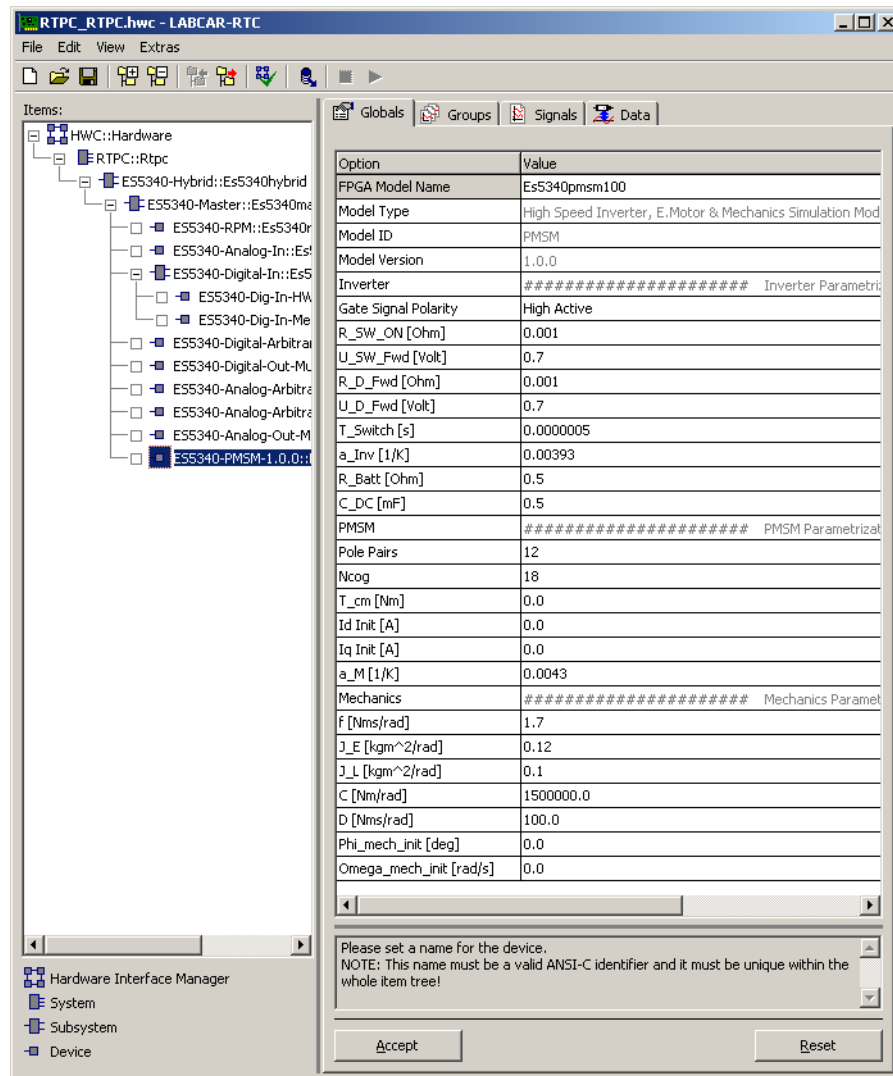 RTPC_RTPC.hwc - LABCAR-RTC
File Edit View Extras
Items:
HWC::Hardware
RTPC::Rtpc
ES5340-Hybrid::Es5340hybrid
ES5340-Master::Es5340ma
ES5340-RPM::Es5340r
ES5340-Analog-In::Es5
ES5340-Digital-In::Es5
ES5340-Dig-In-HW
ES5340-Dig-In-Me
ES5340-Digital-Arbitrar
ES5340-Digital-Out-Mu
ES5340-Analog-Arbitra
ES5340-Analog-Arbitra
ES5340-Analog-Out-M
ES5340-PMSM-1.0.0::
Hardware Interface Manager
System
Subsystem
Device
Globals Groups Signals Data
Option Value
FPGA Model Name Es5340pmsm100
Model Type High Speed Inverter, E.Motor & Mechanics Simulation Mod
Model ID PMSM
Model Version 1.0.0
Inverter ###################### Inverter Parametriz
Gate Signal Polarity High Active
R_SW_ON [Ohm] 0.001
U_SW_Fwd [Volt] 0.7
R_D_Fwd [Ohm] 0.001
U_D_Fwd [Volt] 0.7
T_Switch [s] 0.0000005
a_Inv [1/K] 0.00393
R_Batt [Ohm] 0.5
C_DC [mF] 0.5
PMSM ###################### PMSM Parametrizat
Pole Pairs 12
Ncog 18
T_cm [Nm] 0.0
Id Init [A] 0.0
Iq Init [A] 0.0
a_M [1/K] 0.0043
Mechanics ###################### Mechanics Paramet
f [Nms/rad] 1.7
J_E [kgm^2/rad] 0.12
J_L [kgm^2/rad] 0.1
C [Nm/rad] 1500000.0
D [Nms/rad] 100.0
Phi_mech_init [deg] 0.0
Omega_mech_init [rad/s] 0.0
Please set a name for the device.
NOTE: This name must be a valid ANSI-C identifier and it must be unique within the
whole item tree!
Accept Reset